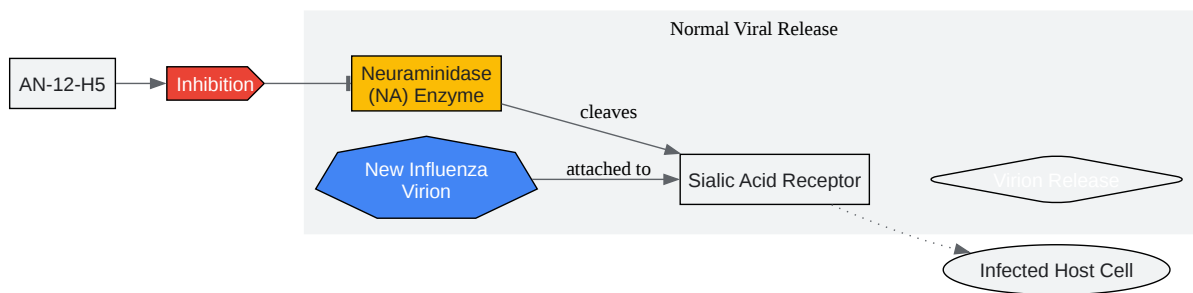 Normal Viral Release
AN-12-H5
Inhibition
Neuraminidase
(NA) Enzyme
cleaves
New Influenza
Virion
attached to
Sialic Acid Receptor
Virion Release
Infected Host Cell